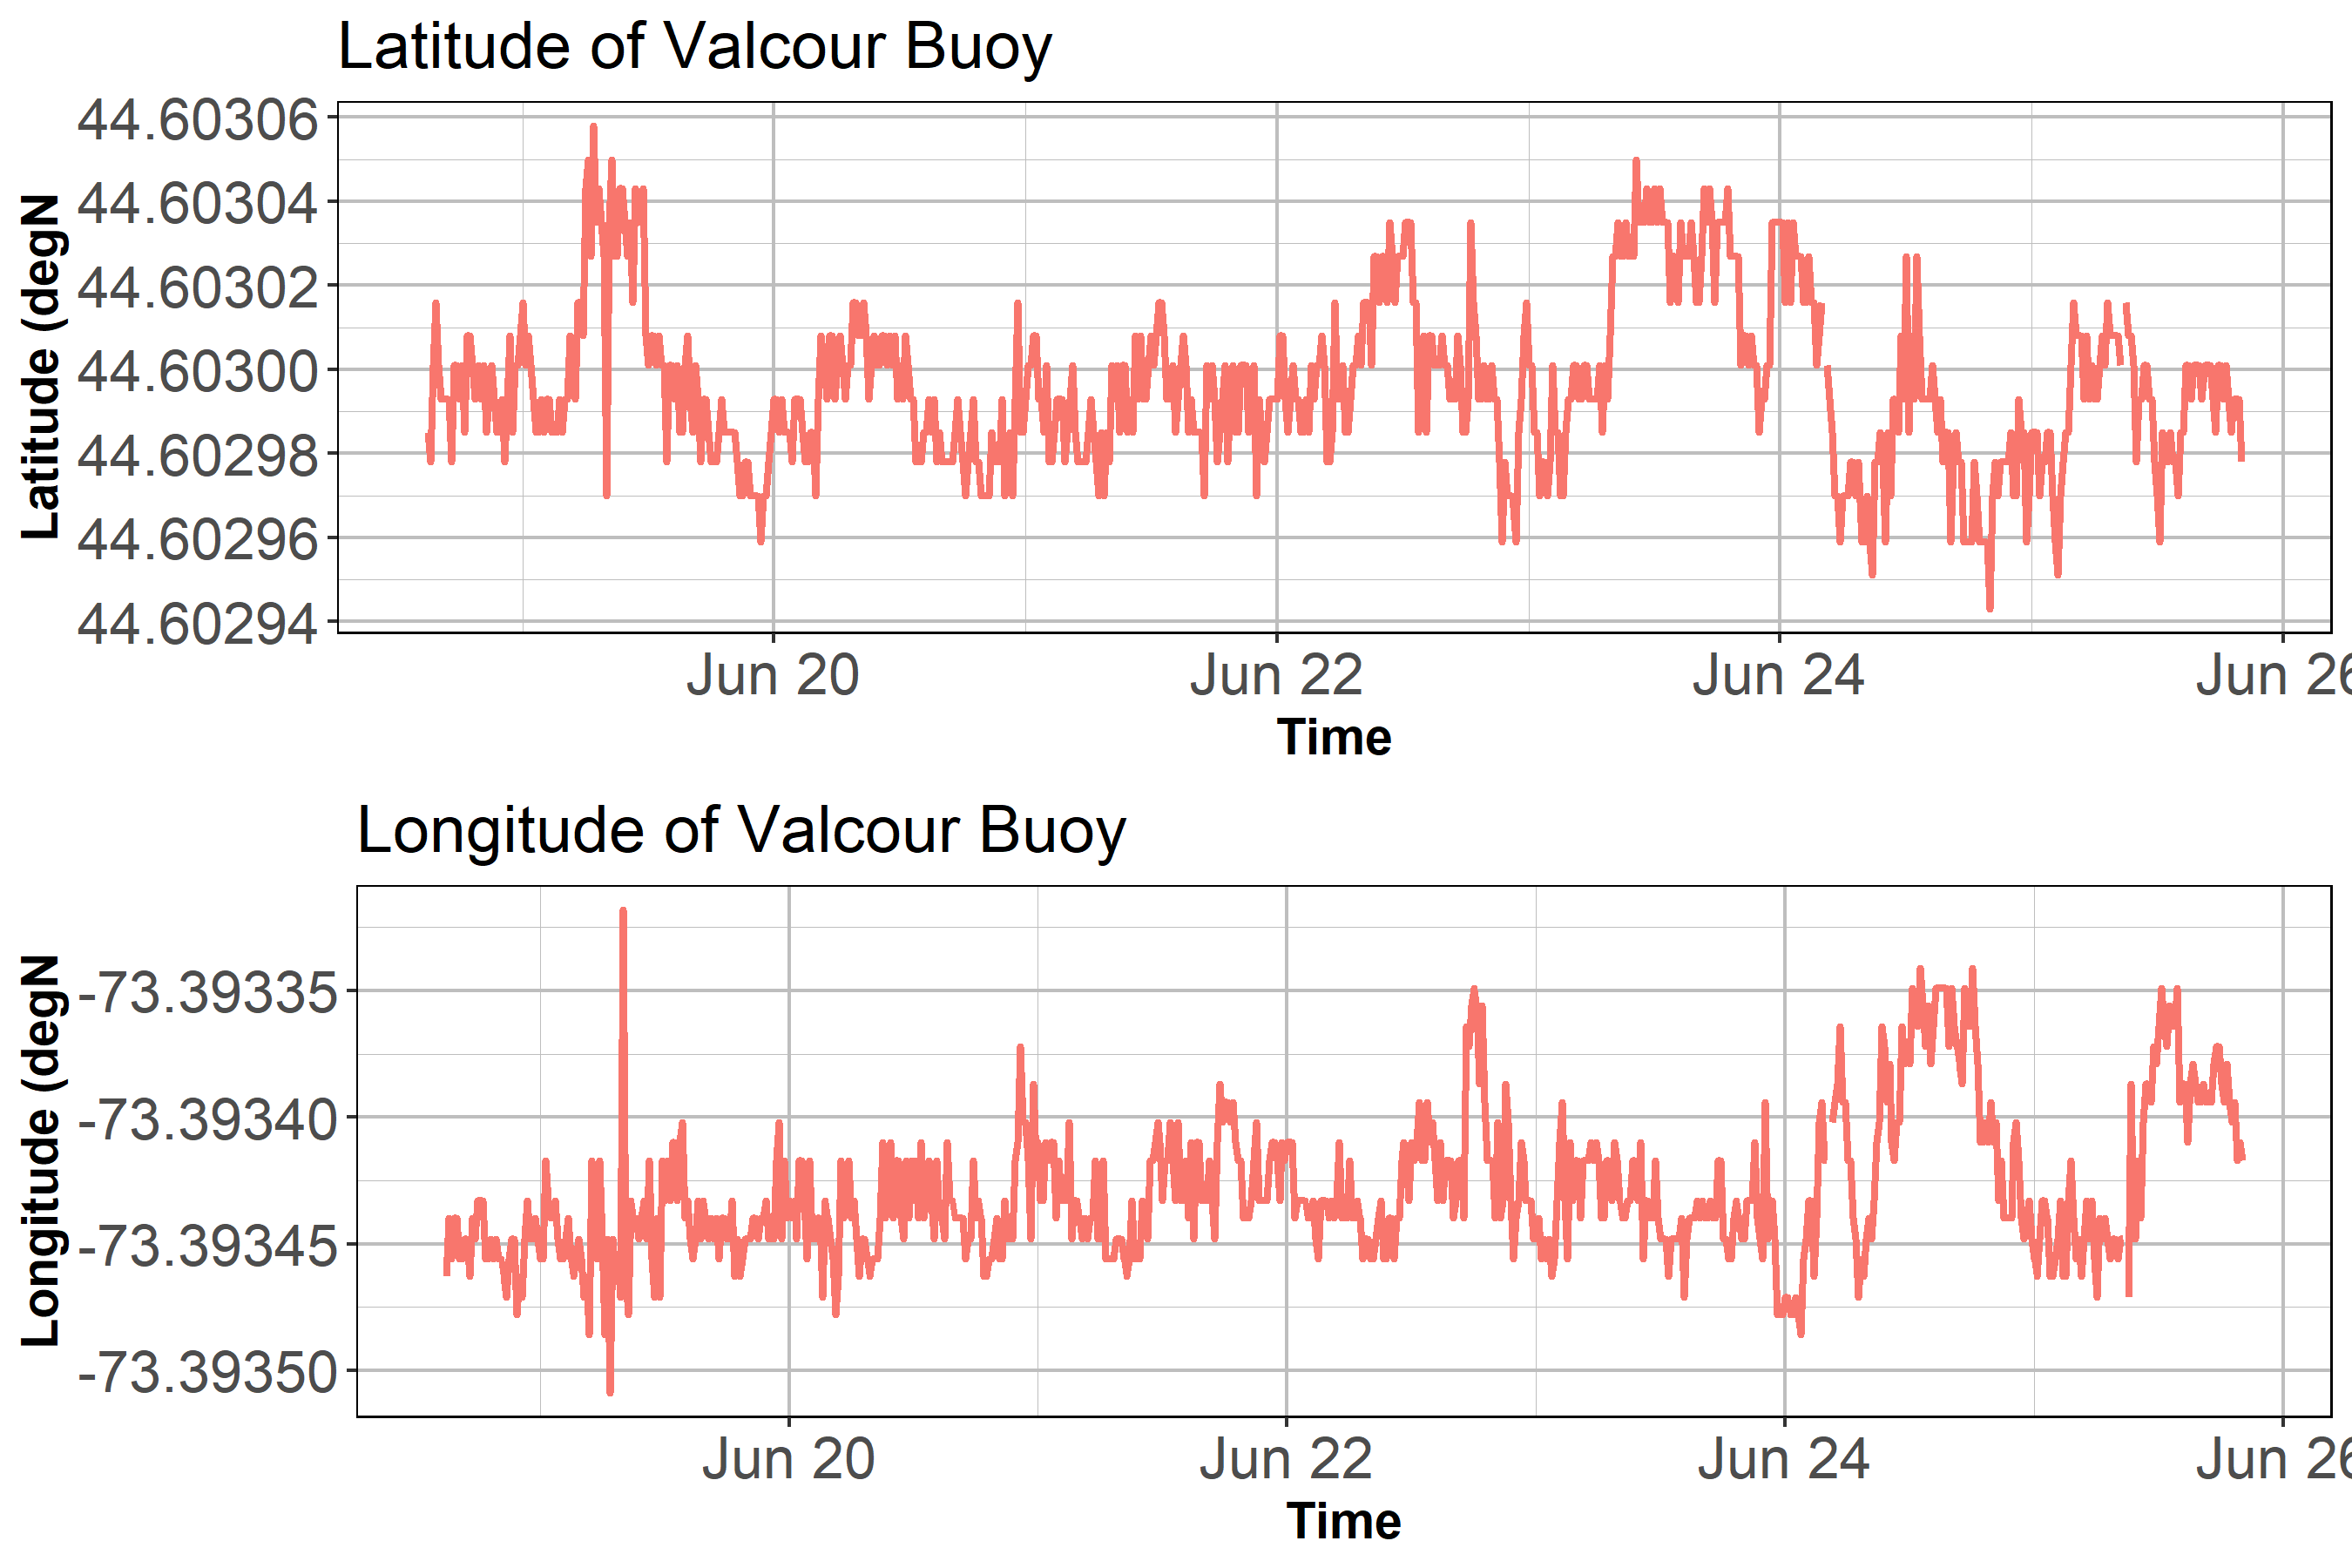 Latitude of Valcour Buoy
Latitude (degN
44.60306
44.60304
44.60302
44.60300
44.60298
44.60296
44.60294
Jun 20 Jun 22 Jun 24 Jun 26
Time
Longitude of Valcour Buoy
Longitude (degN
-73.39335
-73.39340
-73.39345
-73.39350
Jun 20 Jun 22 Jun 24 Jun 26
Time